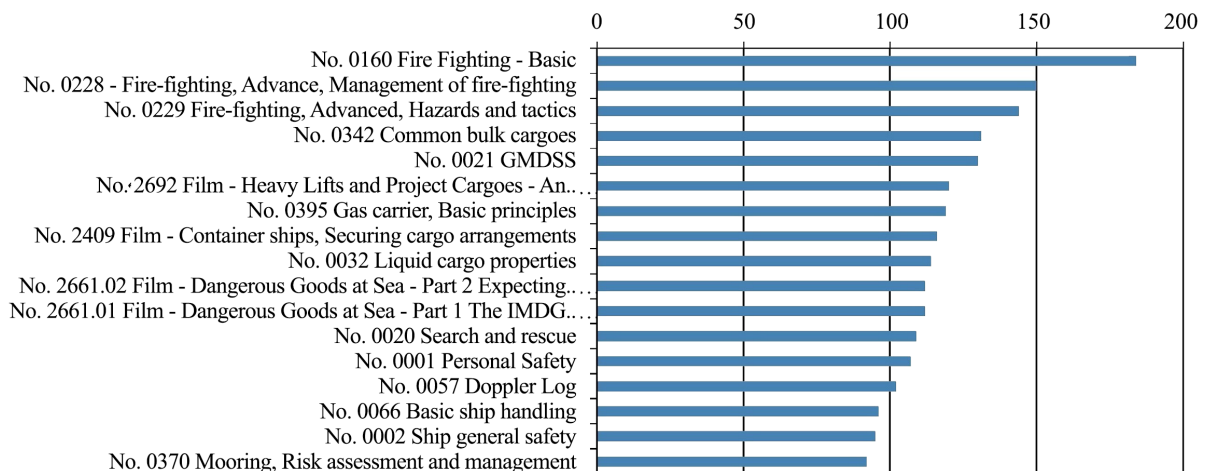 0 50 100 150 200
No. 0160 Fire Fighting - Basic
No. 0228 - Fire-fighting, Advance, Management of fire-fighting
No. 0229 Fire-fighting, Advanced, Hazards and tactics
No. 0342 Common bulk cargoes
No. 0021 GMDSS
No. 2692 Film - Heavy Lifts and Project Cargoes - An...
No. 0395 Gas carrier, Basic principles
No. 2409 Film - Container ships, Securing cargo arrangements
No. 0032 Liquid cargo properties
No. 2661.02 Film - Dangerous Goods at Sea - Part 2 Expecting...
No. 2661.01 Film - Dangerous Goods at Sea - Part 1 The IMDG...
No. 0020 Search and rescue
No. 0001 Personal Safety
No. 0057 Doppler Log
No. 0066 Basic ship handling
No. 0002 Ship general safety
No. 0370 Mooring, Risk assessment and management